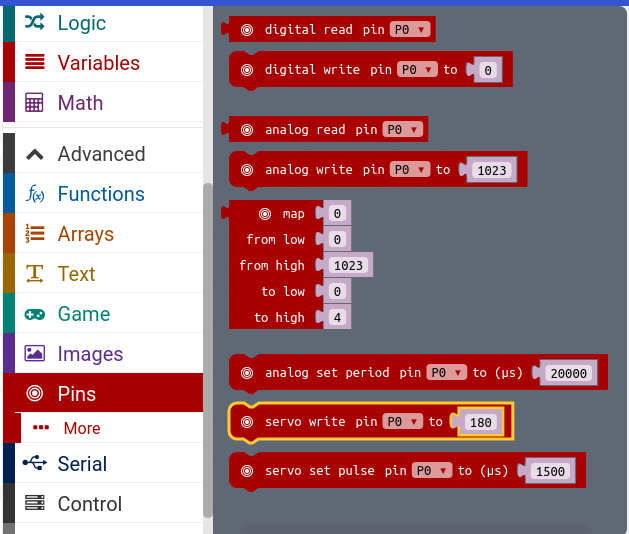 Logic
Variables
Math
Advanced
Functions
Arrays
Text
Game
Images
Pins
More
Serial
Control
digital read pin P0
digital write pin P0 to 0
analog read pin P0
analog write pin P0 to 1023
map 0
from low 0
from high 1023
to low 0
to high 4
analog set period pin P0 to (µs) 20000
servo write pin P0 to 180
servo set pulse pin P0 to (µs) 1500